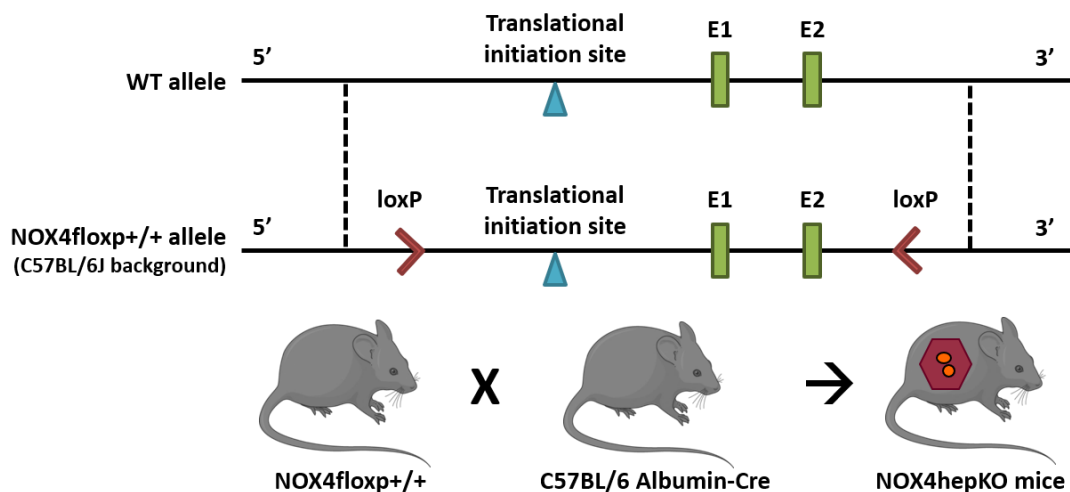 Translational
initiation site
E1
E2
5’
3’
WT allele
loxP
Translational
initiation site
E1
E2
loxP
5’
3’
NOX4floxp+/+ allele
(C57BL/6J background)
X
NOX4floxp+/+
C57BL/6 Albumin-Cre
NOX4hepKO mice